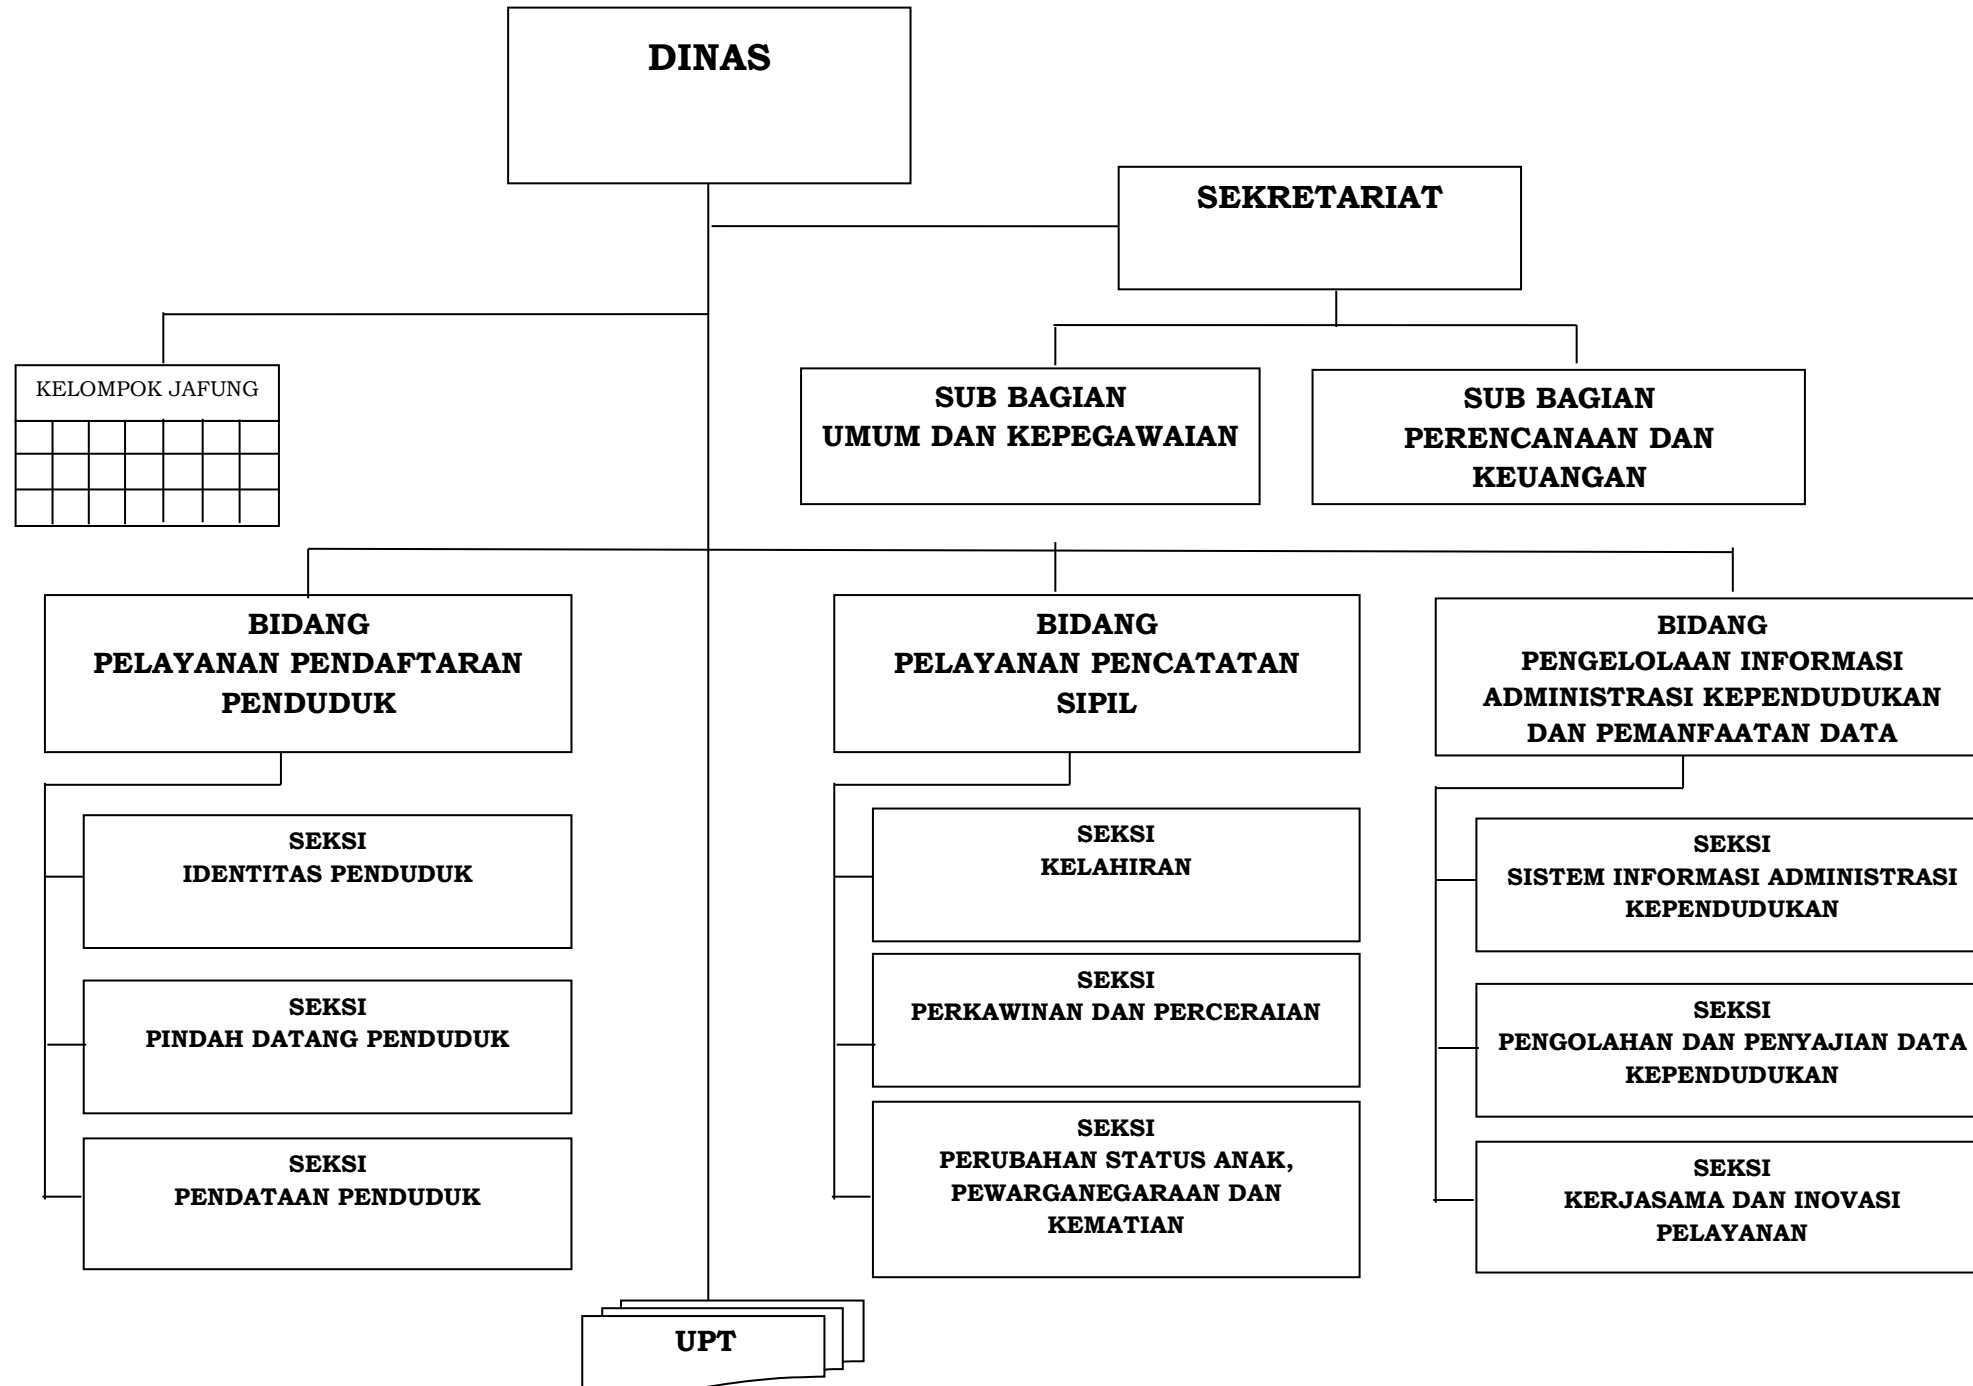 DINAS
SEKRETARIAT
KELOMPOK JAFUNG
SUB BAGIAN
UMUM DAN KEPEGAWAIAN
SUB BAGIAN
PERENCANAAN DAN
KEUANGAN
BIDANG
PELAYANAN PENDAFTARAN
PENDUDUK
BIDANG
PELAYANAN PENCATATAN
SIPIL
BIDANG
PENGELOLAAN INFORMASI
ADMINISTRASI KEPENDUDUKAN
DAN PEMANFAATAN DATA
SEKSI
IDENTITAS PENDUDUK
SEKSI
PINDAH DATANG PENDUDUK
SEKSI
PENDATAAN PENDUDUK
SEKSI
KELAHIRAN
SEKSI
PERKAWINAN DAN PERCERAIAN
SEKSI
PERUBAHAN STATUS ANAK,
PEWARGANEGARAAN DAN
KEMATIAN
SEKSI
SISTEM INFORMASI ADMINISTRASI
KEPENDUDUKAN
SEKSI
PENGOLAHAN DAN PENYAJIAN DATA
KEPENDUDUKAN
SEKSI
KERJASAMA DAN INOVASI
PELAYANAN
UPT